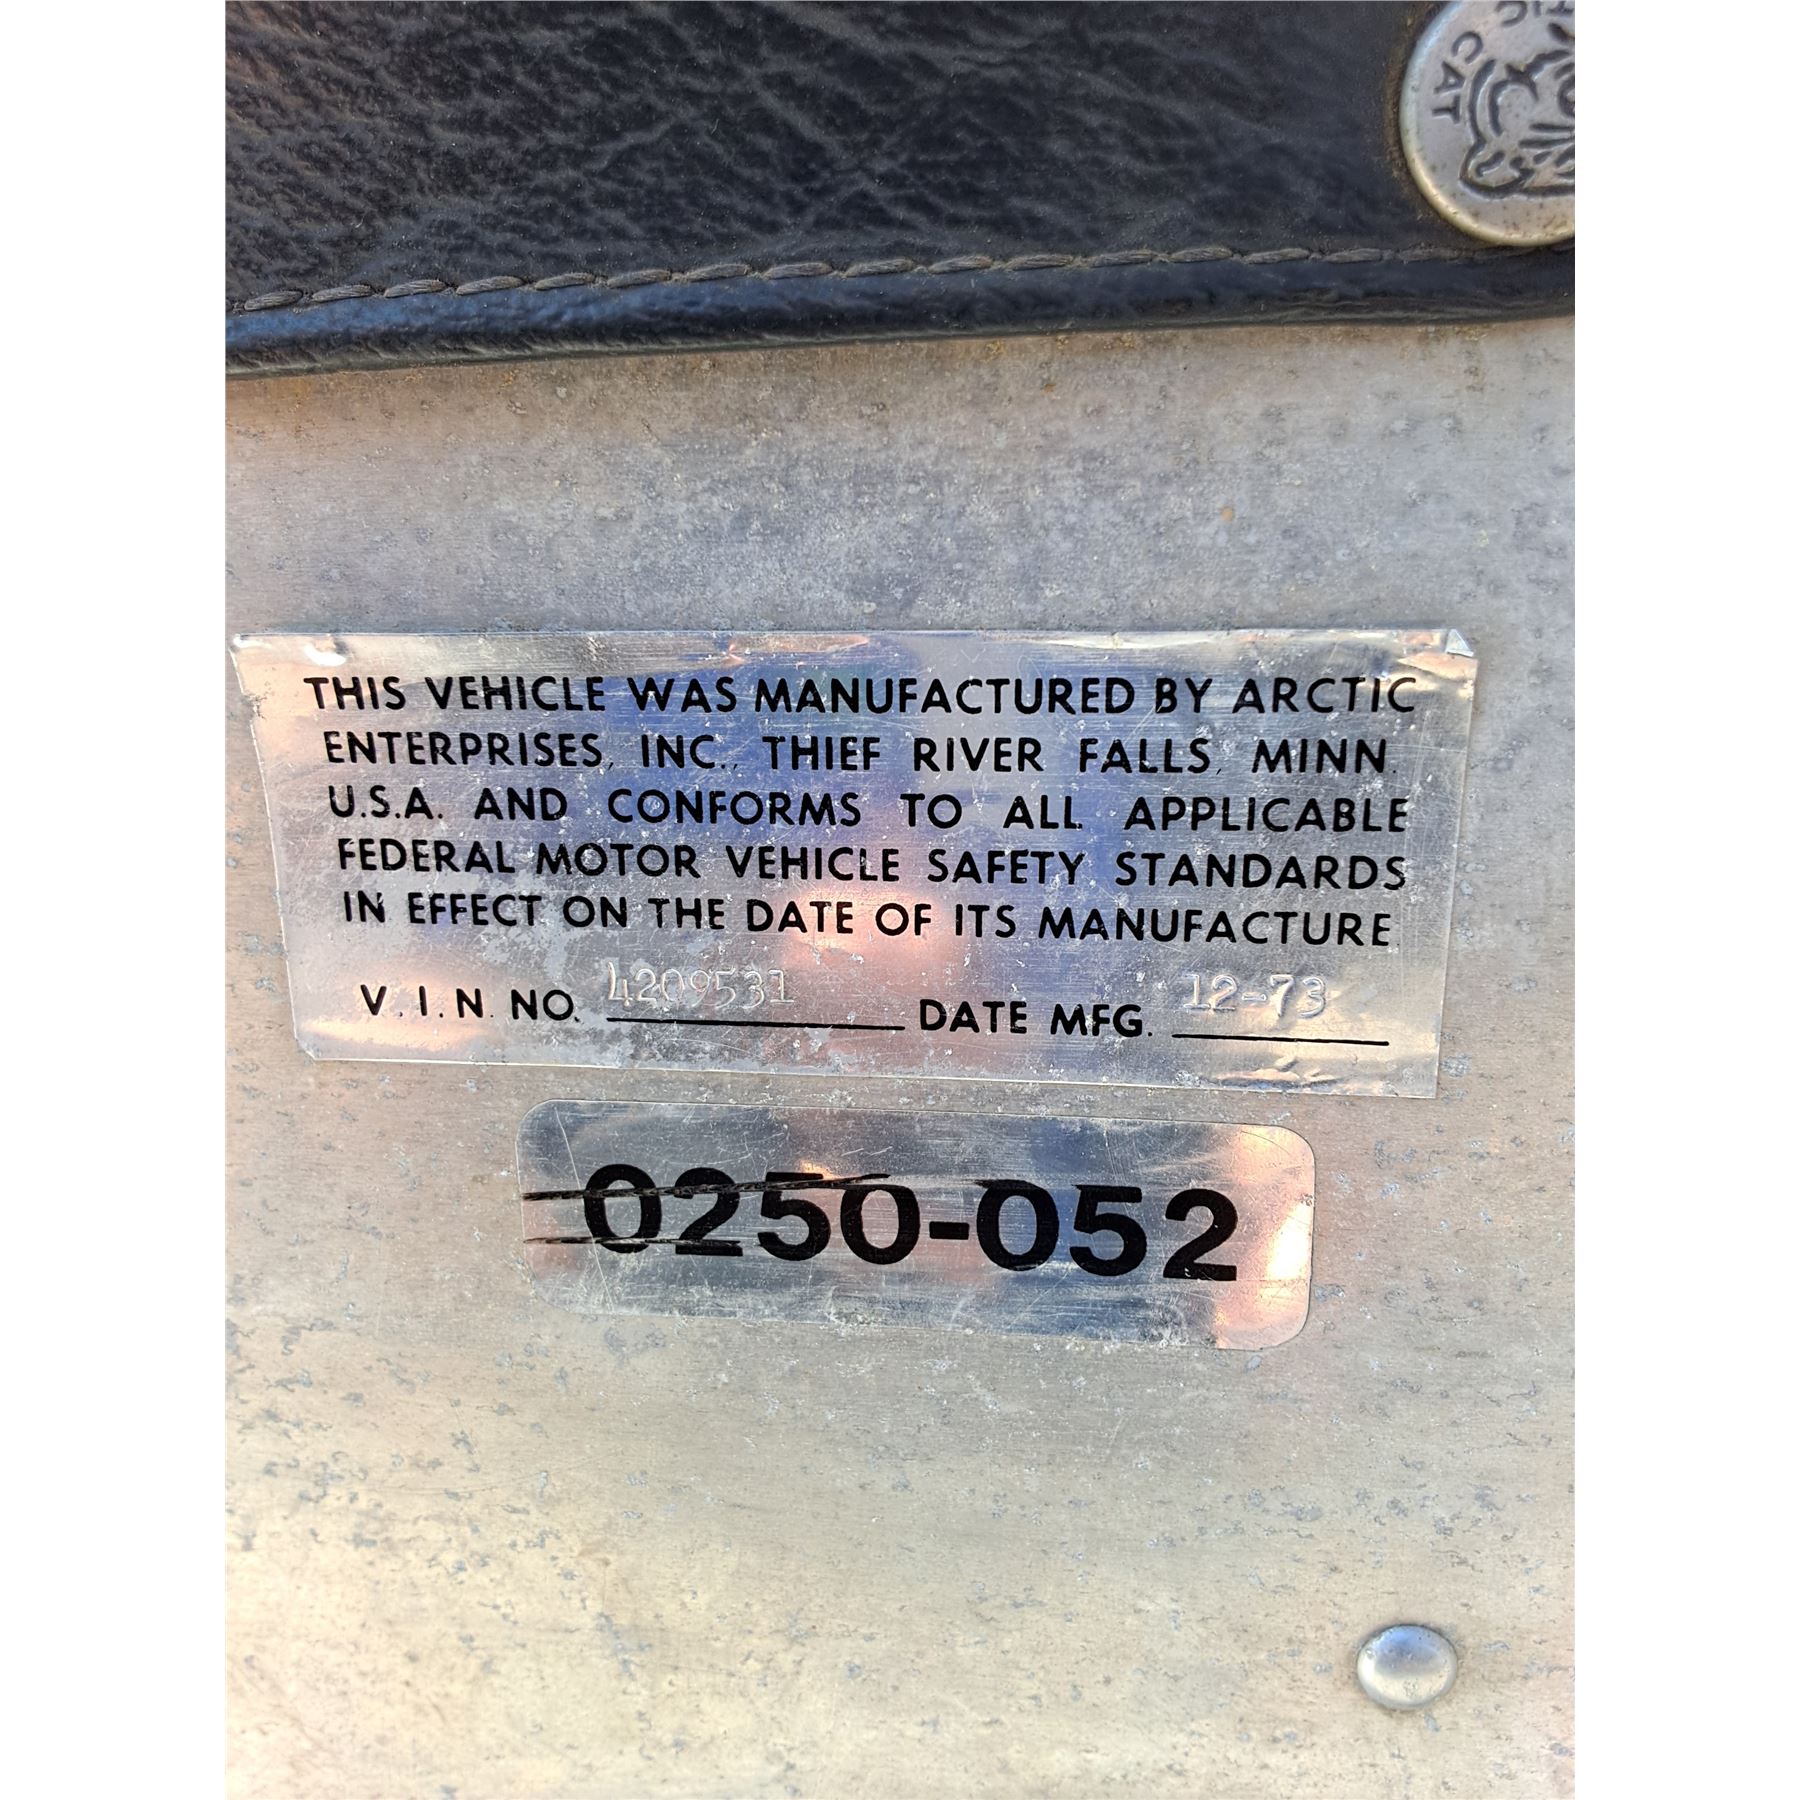 TIC
CAT
THIS VEHICLE WAS MANUFACTURED BY ARCTIC
ENTERPRISES, INC., THIEF RIVER FALLS, MINN.
U.S.A. AND CONFORMS TO ALL APPLICABLE
FEDERAL MOTOR VEHICLE SAFETY STANDARDS
IN EFFECT ON THE DATE OF ITS MANUFACTURE
V.I.N. NO. 4209531 DATE MFG. 12-73
0250-052